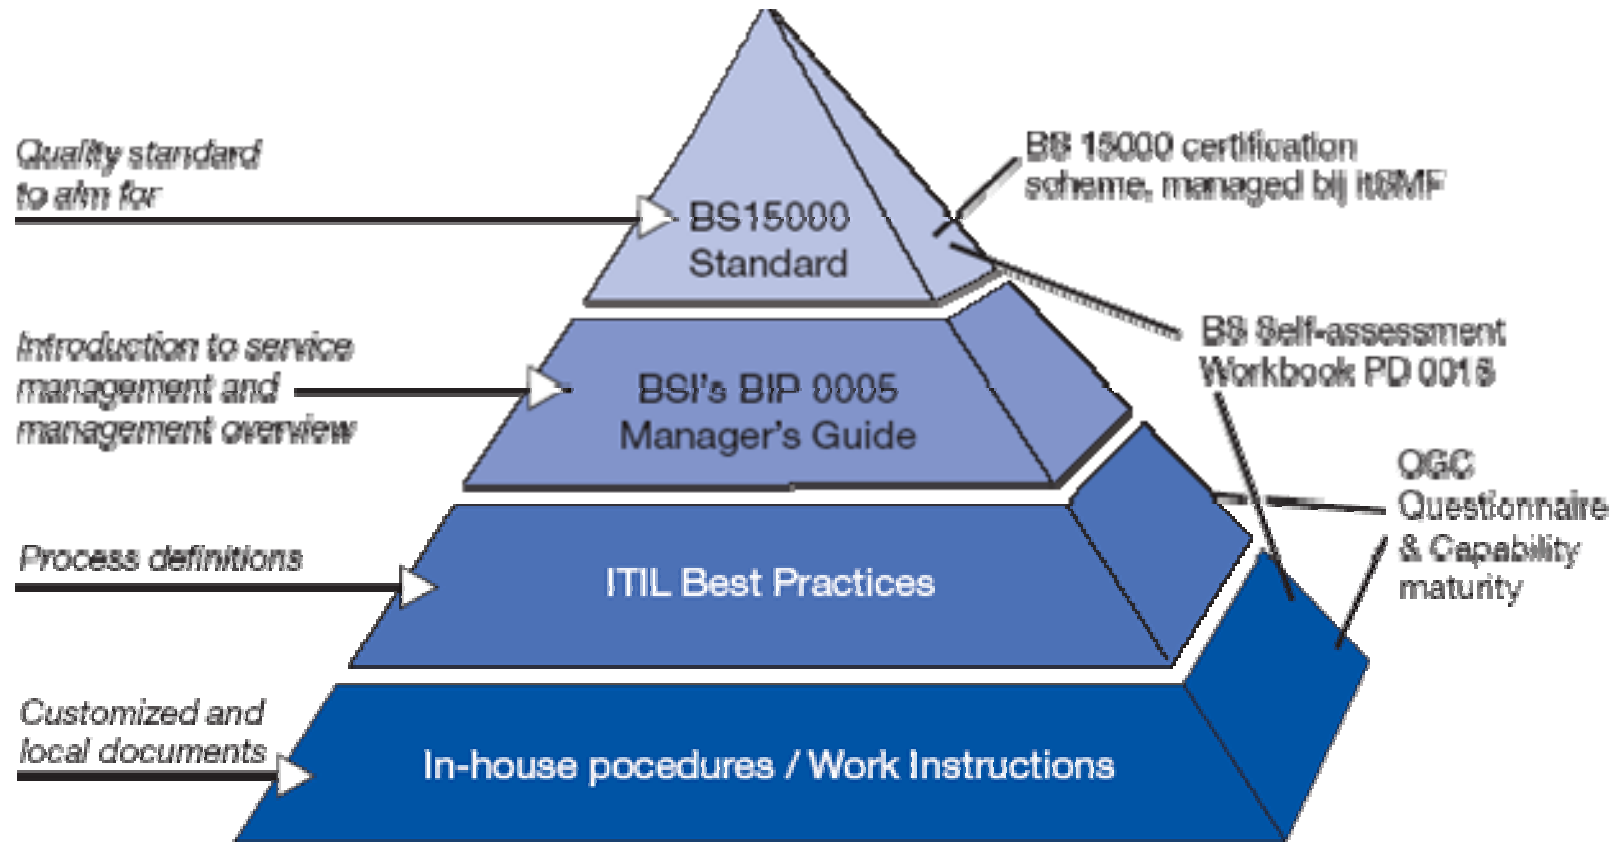 Quality standard
to aim for
BS15000
Standard
BS 15000 certification
scheme, managed bij itSMF
Introduction to service
management and
management overview
BSI's BIP 0005
Manager's Guide
BS Self-assessment
Workbook PD 0015
OGC
Questionnaire
& Capability
maturity
Process definitions
ITIL Best Practices
Customized and
local documents
In-house pocedures / Work Instructions